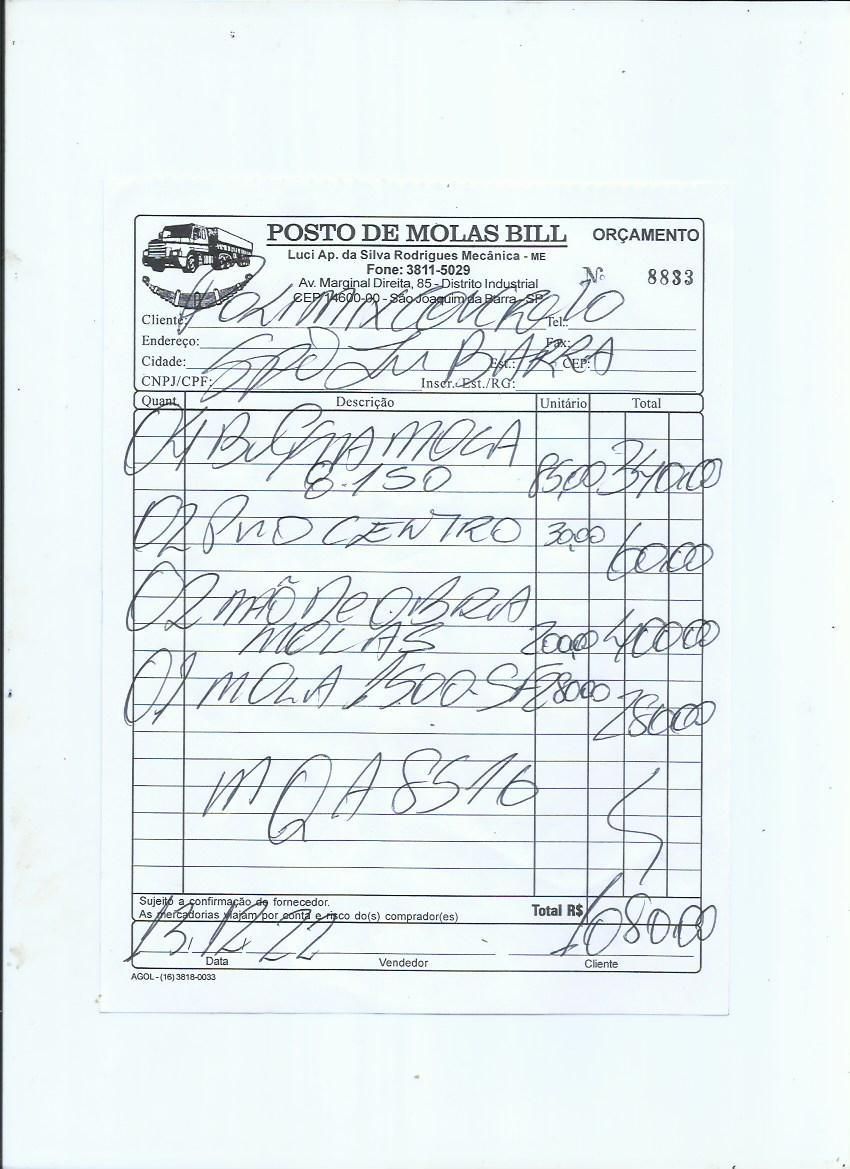 POSTO DE MOLAS BILL
ORÇAMENTO
Luci Ap. da Silva Rodrigues Mecânica - ME
Fone: 3811-5029
Nº 8833
Av. Marginal Direita, 85 - Distrito Industrial
CEP 14600-00 - São Joaquim da Barra - SP
Cliente: Polimix Concreto Tel.:
Endereço: Fax:
Cidade: São J BARRA Est.: CEP:
CNPJ/CPF: Inscr. Est./RG:
Quant. Descrição Unitário Total
04 BUCHA MOLA
8.150 85,00 340,00
02 PINO CENTRO 30,00 60,00
02 MÃO De OBRA
MOLAS 200,00 400,00
01 MOLA 1500-SF 280,00 280,00
MQA 8516
Sujeito a confirmação do fornecedor.
As mercadorias viajam por conta e risco do(s) comprador(es)
Total R$ 1080,00
13.12.22
Data Vendedor Cliente
AGOL - (16) 3818-0033